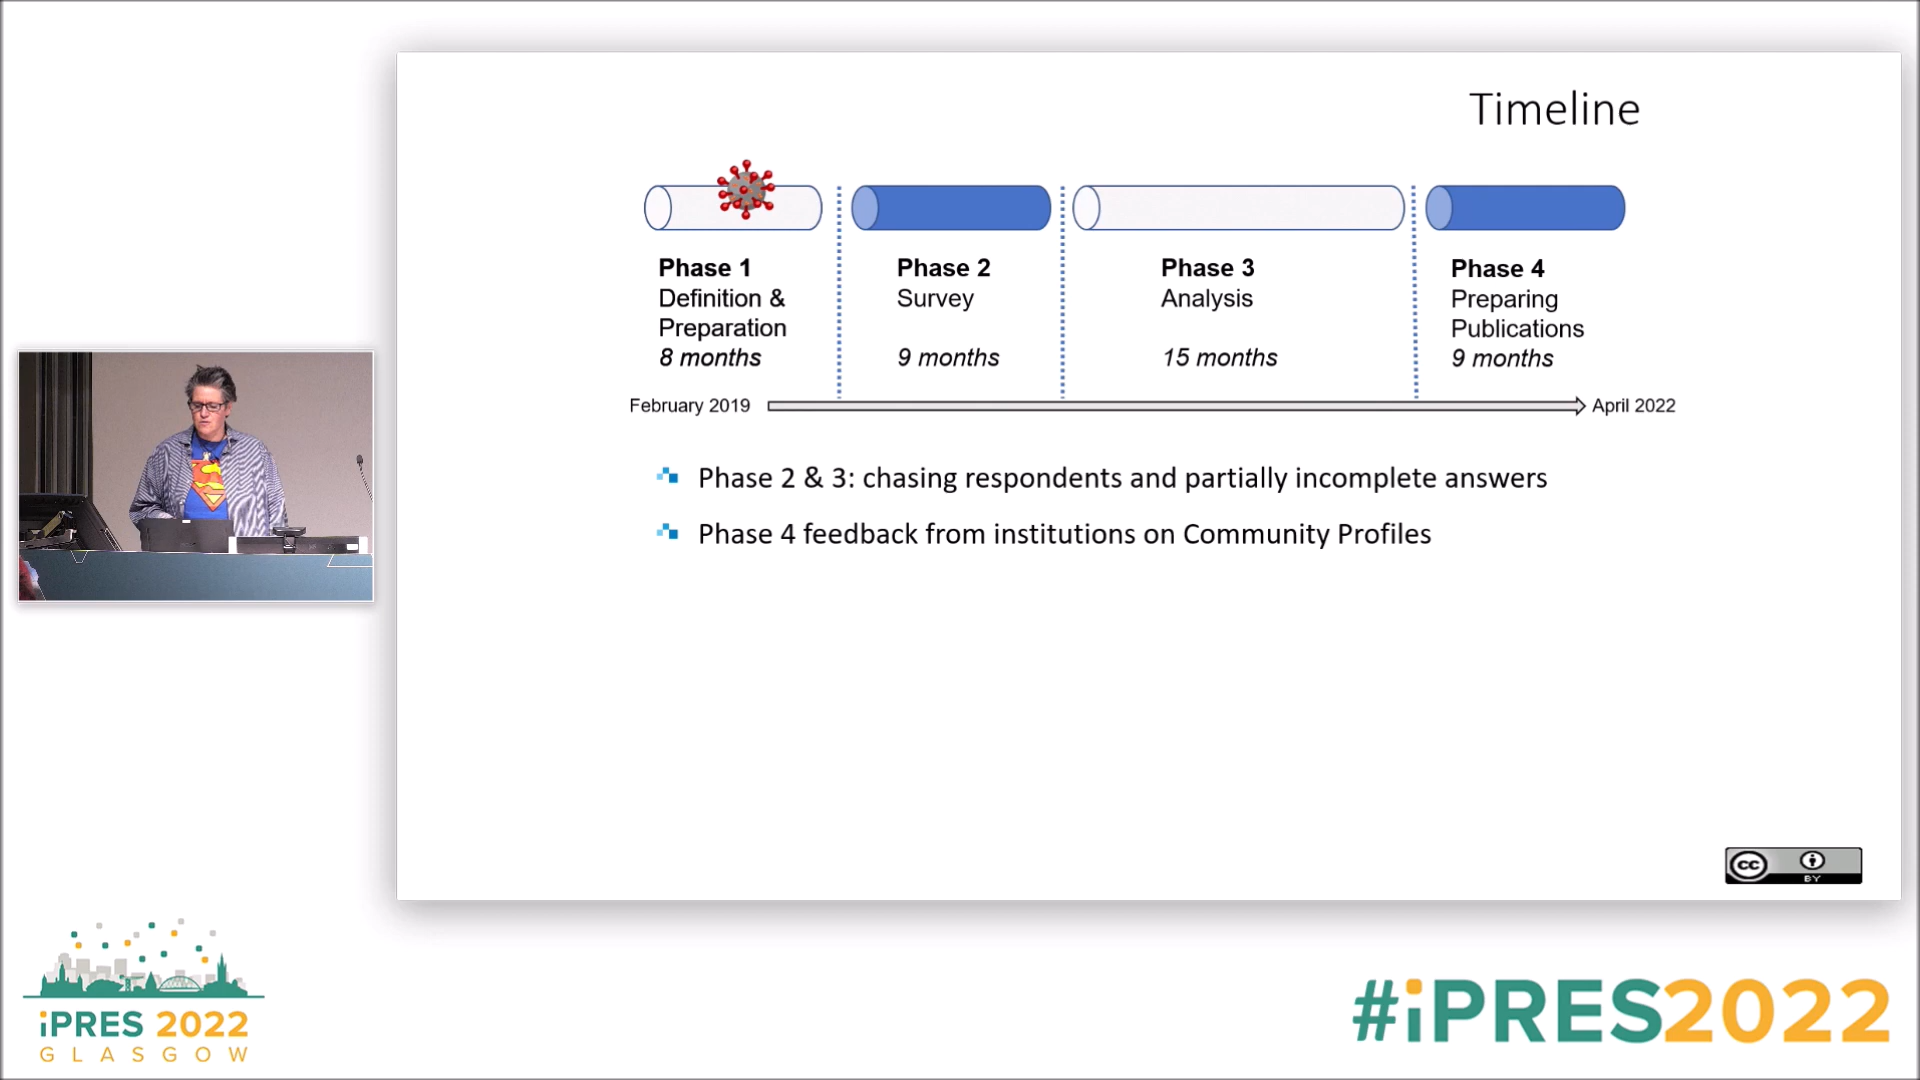 Timeline
Phase 1
Definition &
Preparation
8 months
Phase 2
Survey
9 months
Phase 3
Analysis
15 months
Phase 4
Preparing
Publications
9 months
February 2019
April 2022
Phase 2 & 3: chasing respondents and partially incomplete answers
Phase 4 feedback from institutions on Community Profiles
cc
BY
iPRES 2022
GLASGOW
#iPRES2022